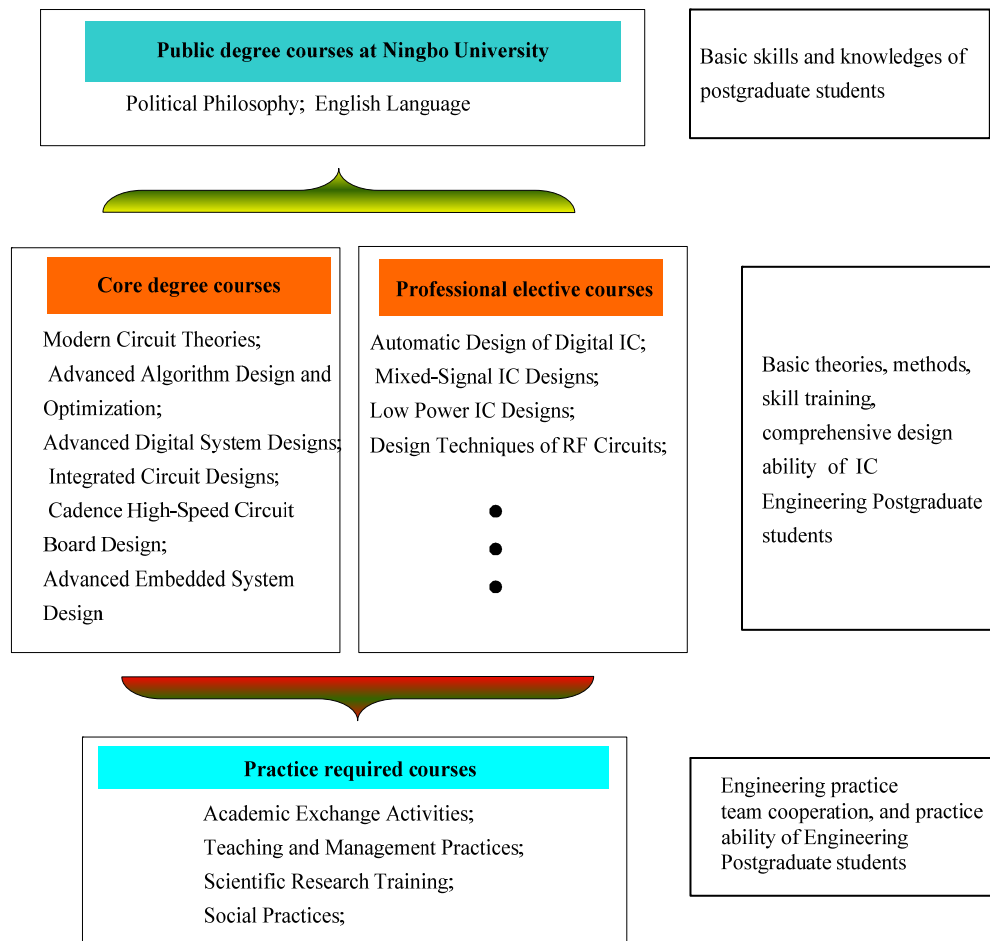 Public degree courses at Ningbo University
Political Philosophy; English Language
Basic skills and knowledges of
postgraduate students
Core degree courses
Modern Circuit Theories;
Advanced Algorithm Design and
Optimization;
Advanced Digital System Designs;
Integrated Circuit Designs;
Cadence High-Speed Circuit
Board Design;
Advanced Embedded System
Design
Professional elective courses
Automatic Design of Digital IC;
Mixed-Signal IC Designs;
Low Power IC Designs;
Design Techniques of RF Circuits;
Basic theories, methods,
skill training,
comprehensive design
ability of IC
Engineering Postgraduate
students
Practice required courses
Academic Exchange Activities;
Teaching and Management Practices;
Scientific Research Training;
Social Practices;
Engineering practice
team cooperation, and practice
ability of Engineering
Postgraduate students